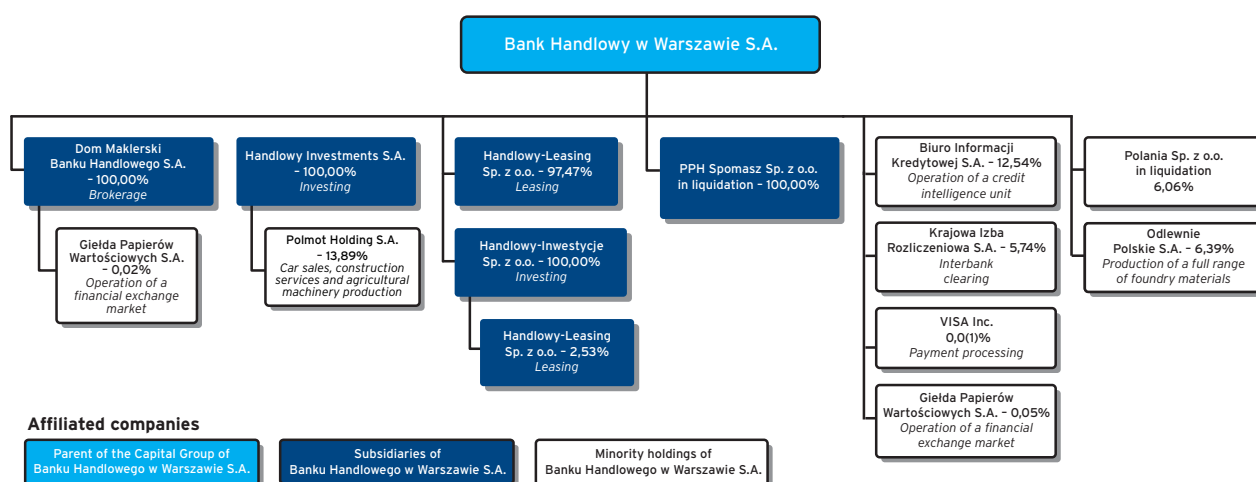 Bank Handlowy w Warszawie S.A.
Dom Maklerski
Banku Handlowego S.A.
– 100,00%
Brokerage
Giełda Papierów
Wartościowych S.A.
– 0,02%
Operation of a
financial exchange
market
Handlowy Investments S.A.
– 100,00%
Investing
Polmot Holding S.A.
– 13,89%
Car sales, construction
services and agricultural
machinery production
Handlowy-Leasing
Sp. z o.o. – 97,47%
Leasing
Handlowy-Inwestycje
Sp. z o.o. – 100,00%
Investing
Handlowy-Leasing
Sp. z o.o. – 2,53%
Leasing
PPH Spomasz Sp. z o.o.
in liquidation – 100,00%
Biuro Informacji
Kredytowej S.A. – 12,54%
Operation of a credit
intelligence unit
Krajowa Izba
Rozliczeniowa S.A. – 5,74%
Interbank
clearing
VISA Inc.
0,0(1)%
Payment processing
Giełda Papierów
Wartościowych S.A. – 0,05%
Operation of a financial
exchange market
Polania Sp. z o.o.
in liquidation
6,06%
Odlewnie
Polskie S.A. – 6,39%
Production of a full range
of foundry materials
Affiliated companies
Parent of the Capital Group of
Banku Handlowego w Warszawie S.A.
Subsidiaries of
Banku Handlowego w Warszawie S.A.
Minority holdings of
Banku Handlowego w Warszawie S.A.